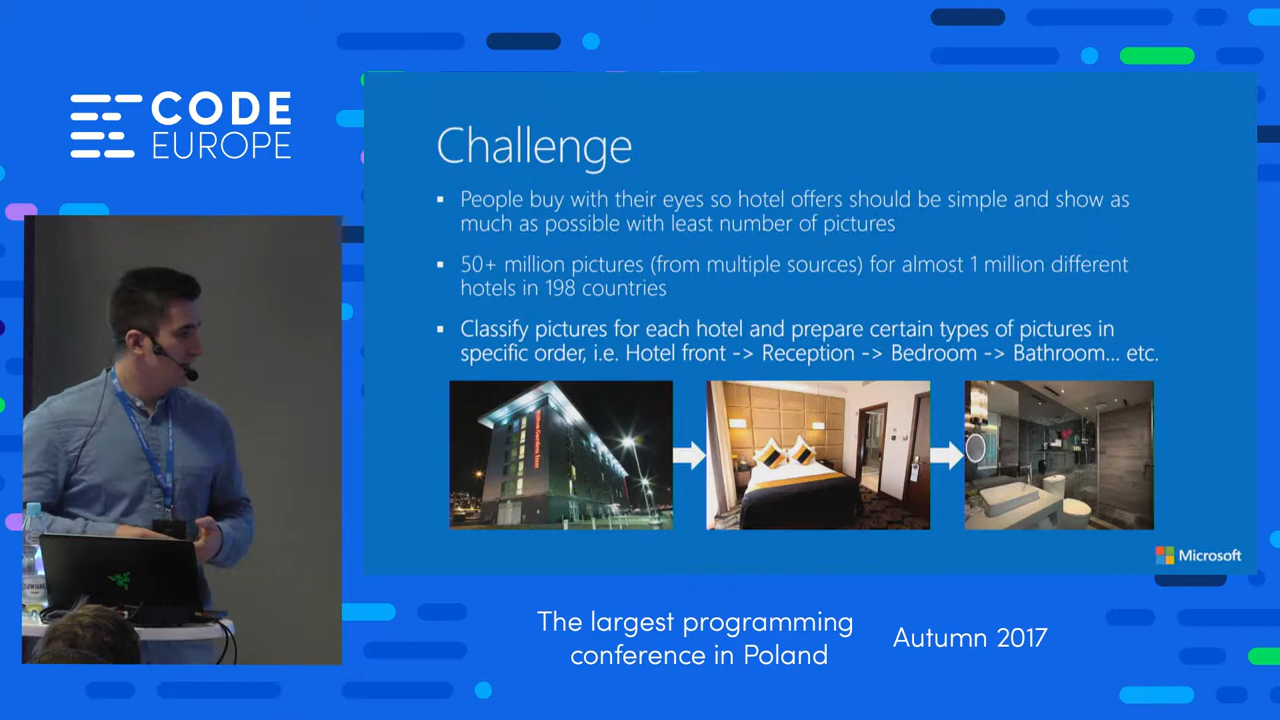 CODE
EUROPE
Challenge
People buy with their eyes so hotel offers should be simple and show as
much as possible with least number of pictures
50+ million pictures (from multiple sources) for almost 1 million different
hotels in 198 countries
Classify pictures for each hotel and prepare certain types of pictures in
specific order, i.e. Hotel front -> Reception -> Bedroom -> Bathroom... etc.
Hilton Garden Inn
Microsoft
The largest programming
conference in Poland
Autumn 2017